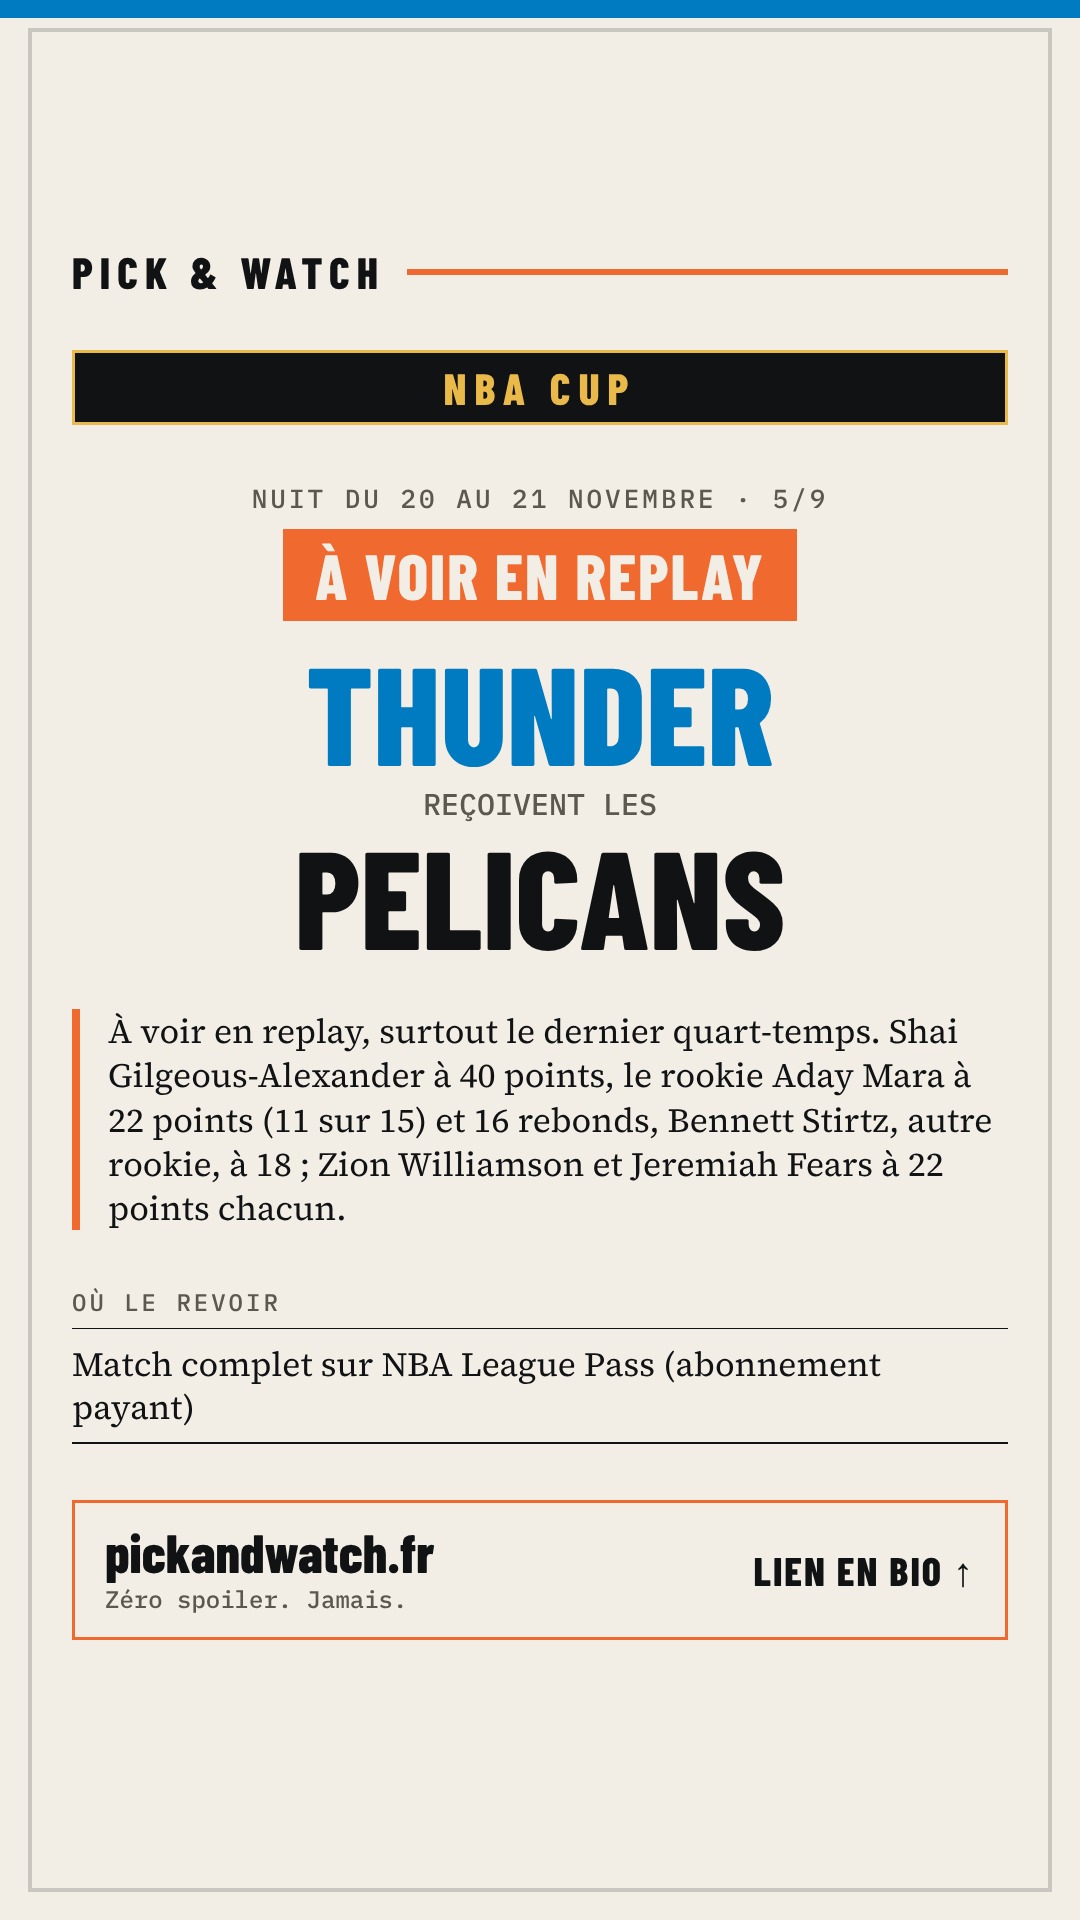 PICK & WATCH
NBA CUP
NUIT DU 20 AU 21 NOVEMBRE · 5/9
À VOIR EN REPLAY
THUNDER
REÇOIVENT LES
PELICANS
À voir en replay, surtout le dernier quart-temps. Shai
Gilgeous-Alexander à 40 points, le rookie Aday Mara à
22 points (11 sur 15) et 16 rebonds, Bennett Stirtz, autre
rookie, à 18 ; Zion Williamson et Jeremiah Fears à 22
points chacun.
OÙ LE REVOIR
Match complet sur NBA League Pass (abonnement
payant)
pickandwatch.fr
Zéro spoiler. Jamais.
LIEN EN BIO ↑